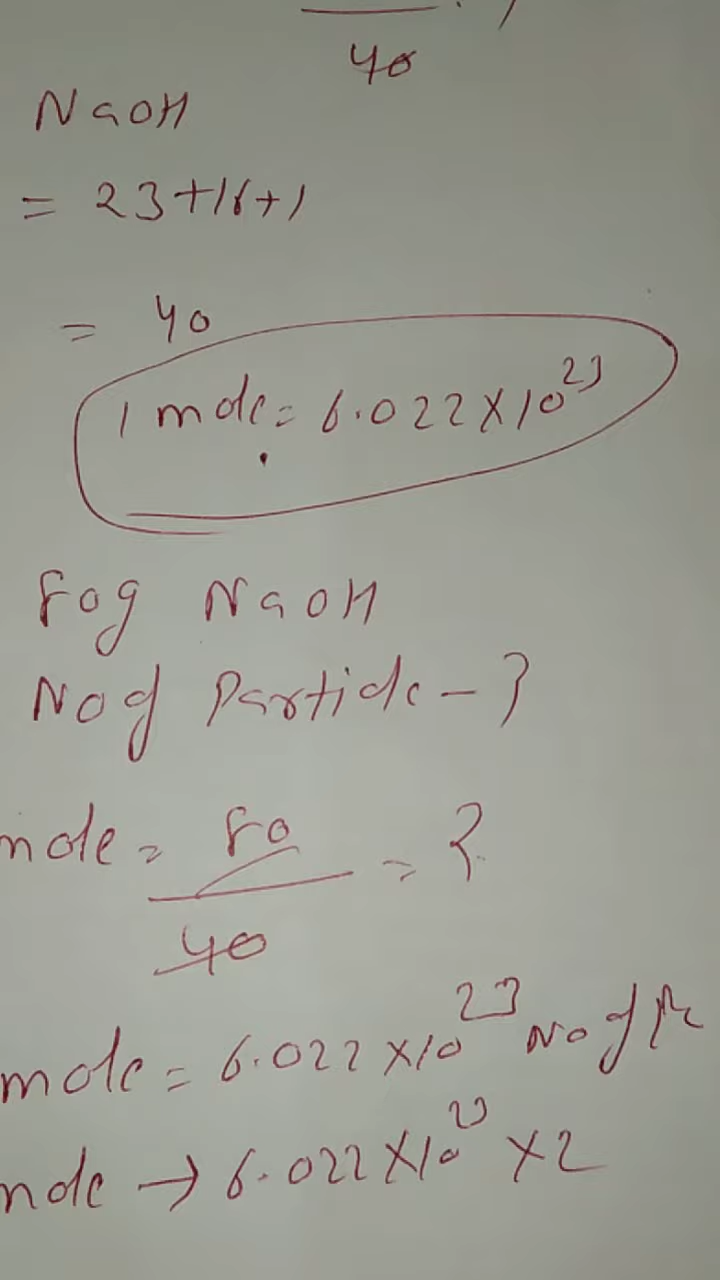 40
NaOH
= 23+16+1
= 40
1 mole = 6.022×10²³
80g NaOH
No of Particle - ?
mole = 80/40 = 2
mole = 6.022×10²³ No of
mole → 6.022×10²³ ×2